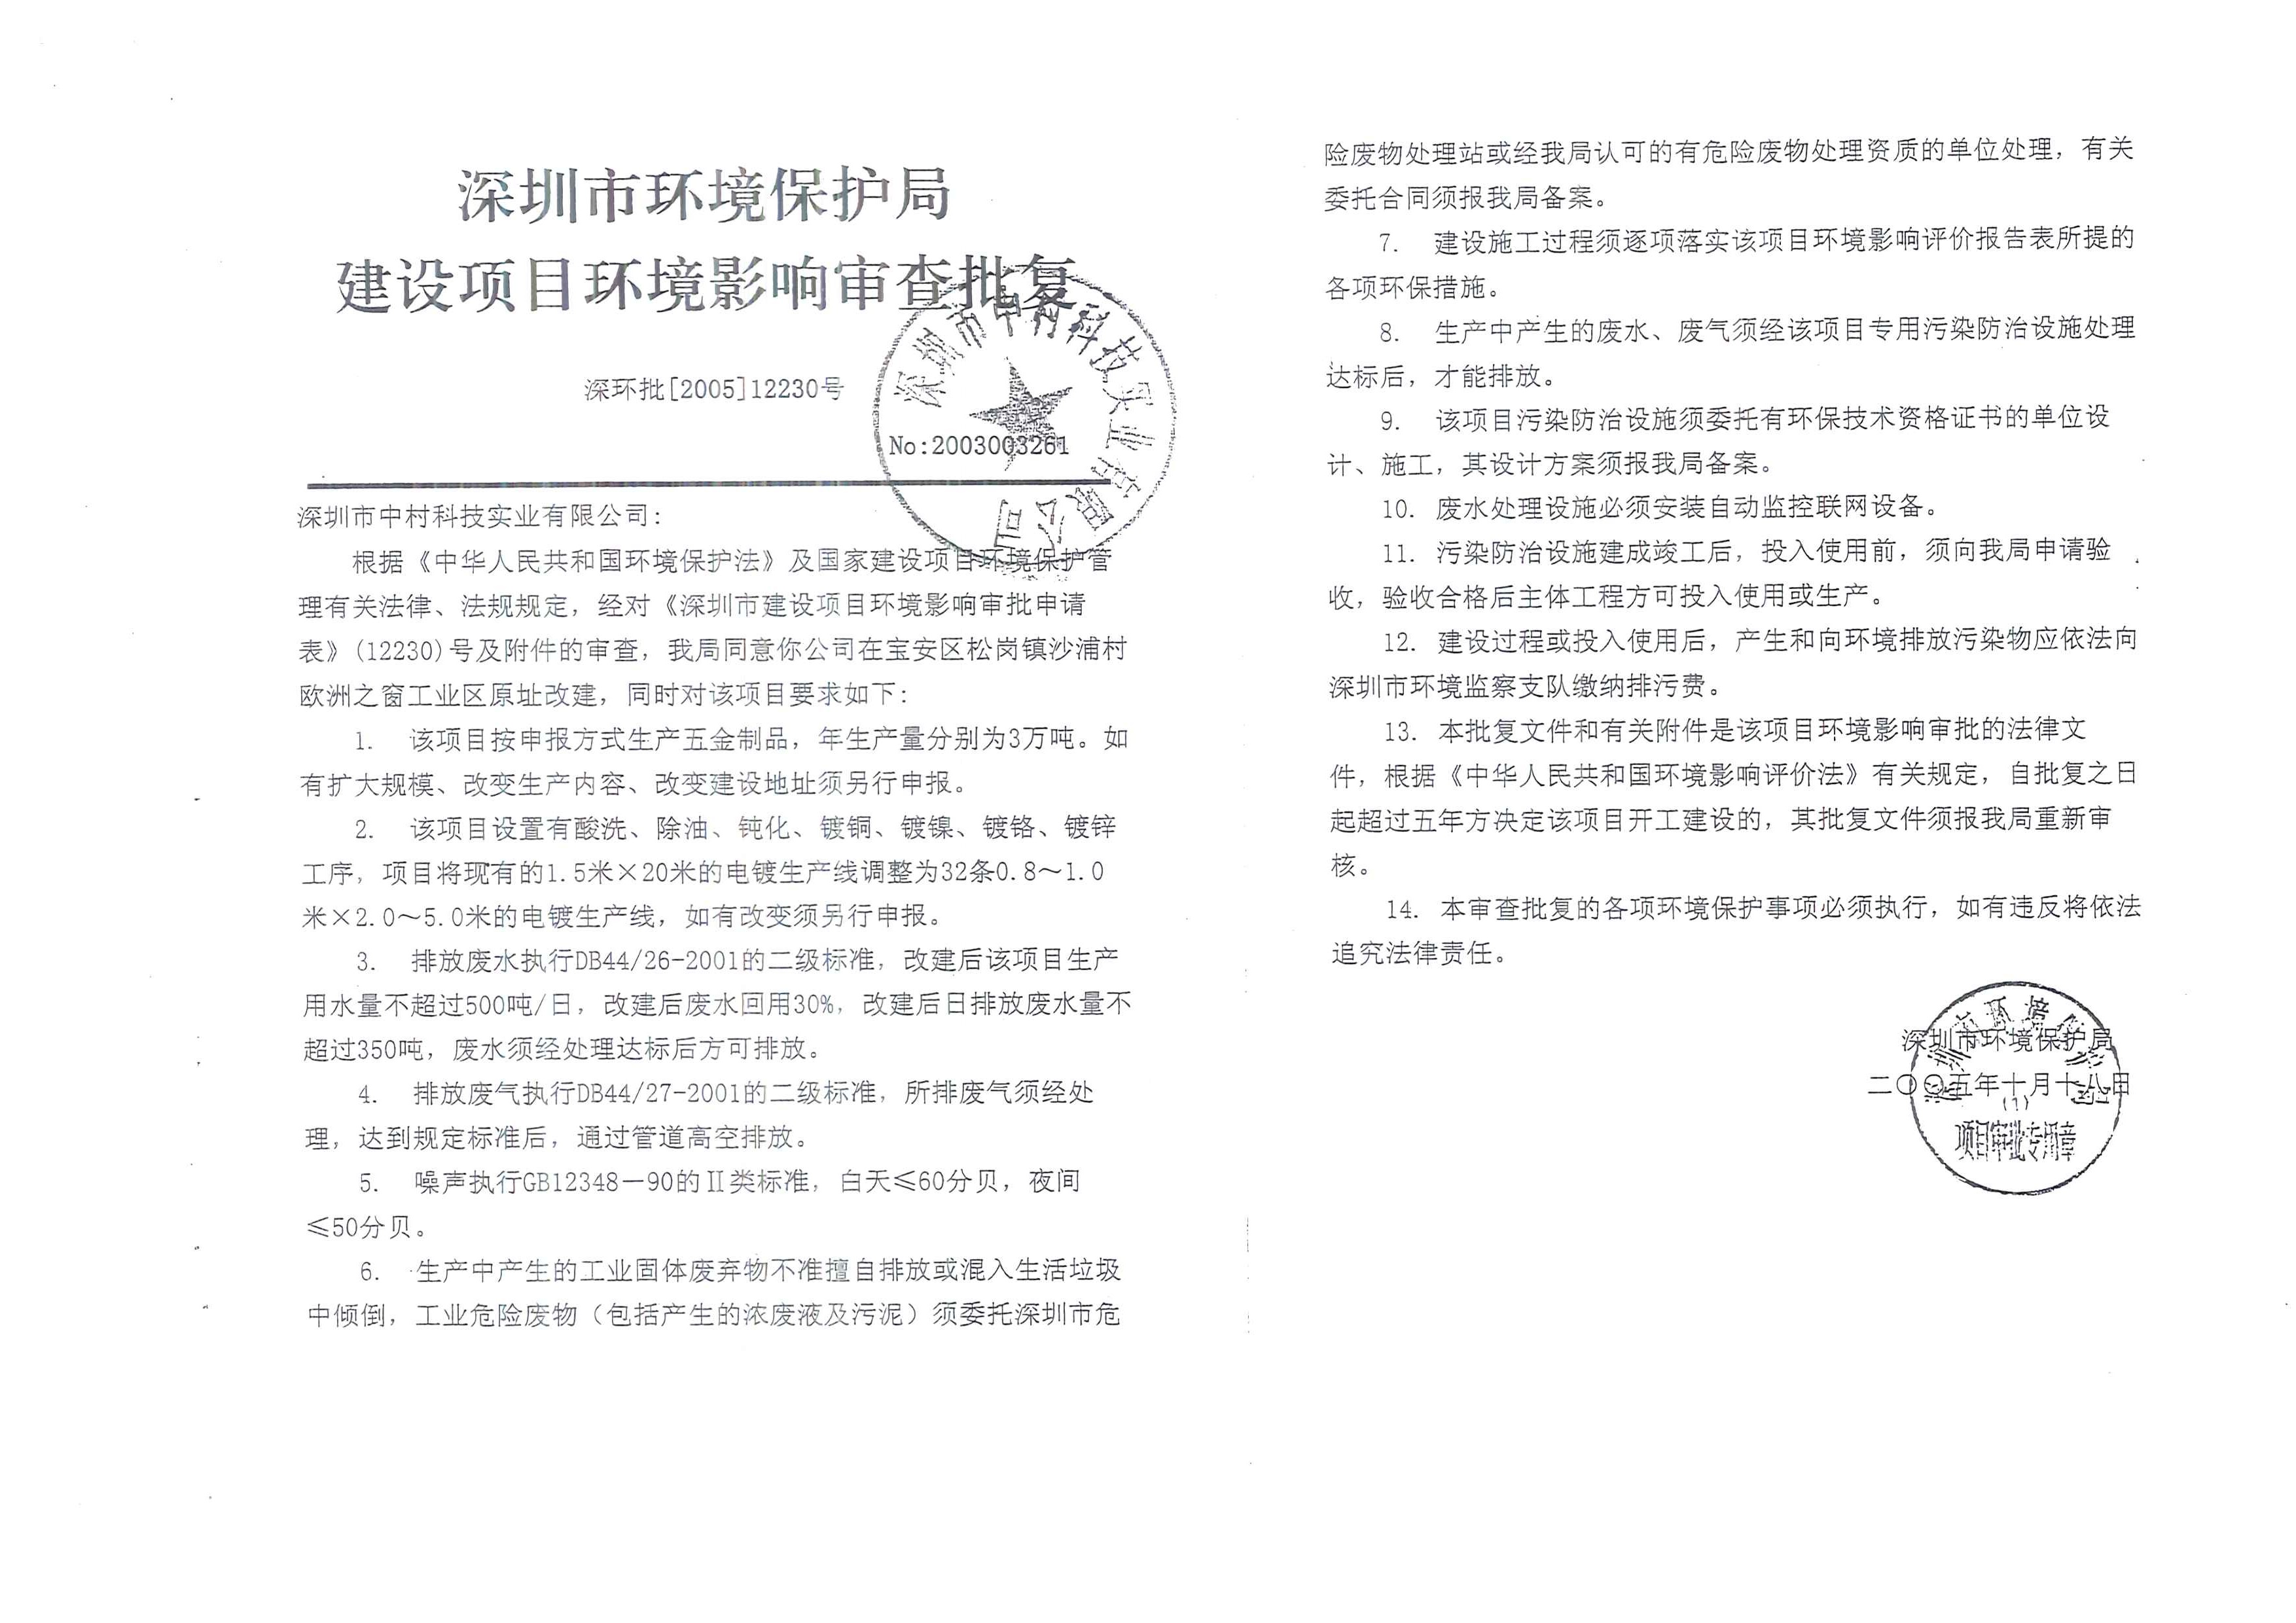 深圳市环境保护局
建设项目环境影响审查批复
深环批[2005]12230号
No:2003003261
深圳市中村科技实业有限公司
深圳市中村科技实业有限公司：
根据《中华人民共和国环境保护法》及国家建设项目环境保护管
理有关法律、法规规定，经对《深圳市建设项目环境影响审批申请
表》(12230)号及附件的审查，我局同意你公司在宝安区松岗镇沙浦村
欧洲之窗工业区原址改建，同时对该项目要求如下：
1. 该项目按申报方式生产五金制品，年生产量分别为3万吨。如
有扩大规模、改变生产内容、改变建设地址须另行申报。
2. 该项目设置有酸洗、除油、钝化、镀铜、镀镍、镀铬、镀锌
工序，项目将现有的1.5米×20米的电镀生产线调整为32条0.8～1.0
米×2.0～5.0米的电镀生产线，如有改变须另行申报。
3. 排放废水执行DB44/26-2001的二级标准，改建后该项目生产
用水量不超过500吨/日，改建后废水回用30%，改建后日排放废水量不
超过350吨，废水须经处理达标后方可排放。
4. 排放废气执行DB44/27-2001的二级标准，所排废气须经处
理，达到规定标准后，通过管道高空排放。
5. 噪声执行GB12348－90的Ⅱ类标准，白天≤60分贝，夜间
≤50分贝。
6. 生产中产生的工业固体废弃物不准擅自排放或混入生活垃圾
中倾倒，工业危险废物（包括产生的浓废液及污泥）须委托深圳市危
险废物处理站或经我局认可的有危险废物处理资质的单位处理，有关
委托合同须报我局备案。
7. 建设施工过程须逐项落实该项目环境影响评价报告表所提的
各项环保措施。
8. 生产中产生的废水、废气须经该项目专用污染防治设施处理
达标后，才能排放。
9. 该项目污染防治设施须委托有环保技术资格证书的单位设
计、施工，其设计方案须报我局备案。
10. 废水处理设施必须安装自动监控联网设备。
11. 污染防治设施建成竣工后，投入使用前，须向我局申请验
收，验收合格后主体工程方可投入使用或生产。
12. 建设过程或投入使用后，产生和向环境排放污染物应依法向
深圳市环境监察支队缴纳排污费。
13. 本批复文件和有关附件是该项目环境影响审批的法律文
件，根据《中华人民共和国环境影响评价法》有关规定，自批复之日
起超过五年方决定该项目开工建设的，其批复文件须报我局重新审
核。
14. 本审查批复的各项环境保护事项必须执行，如有违反将依法
追究法律责任。
深圳市环境保护局
二〇〇五年十月十八日
(1)
项目审批专用章